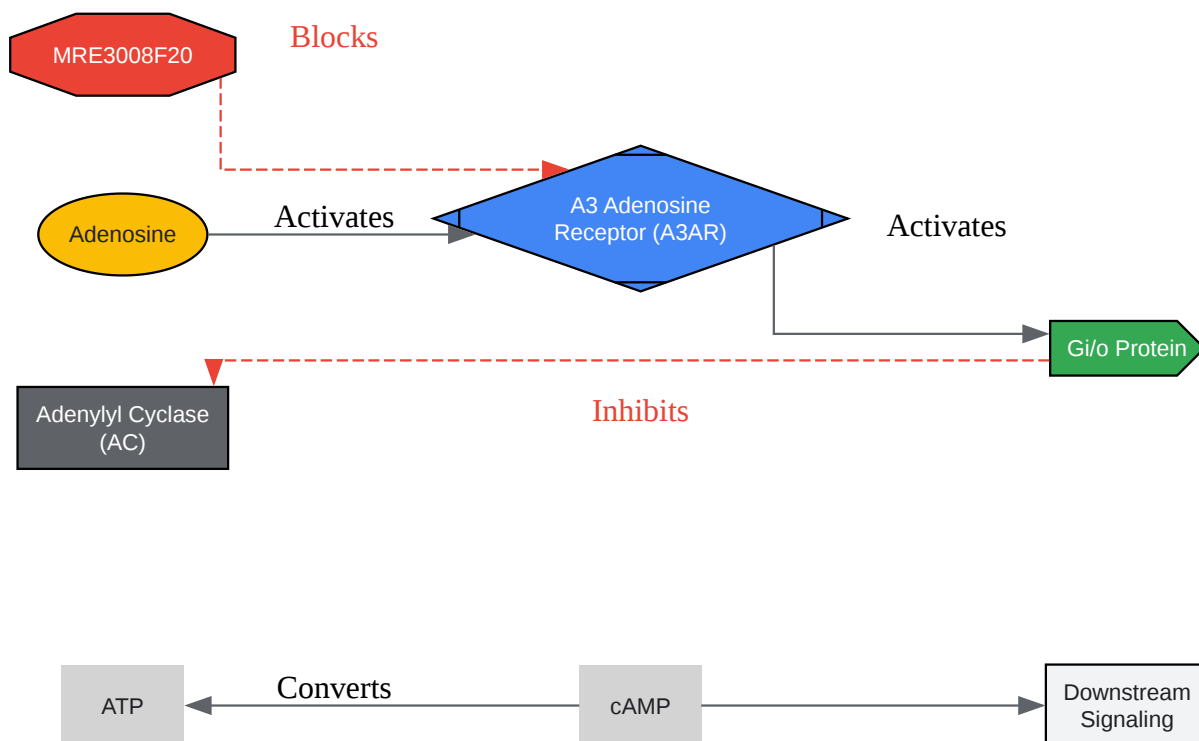 MRE3008F20
Blocks
Adenosine
Activates
A3 Adenosine
Receptor (A3AR)
Activates
Gi/o Protein
Adenylyl Cyclase
(AC)
Inhibits
ATP
Converts
cAMP
Downstream
Signaling